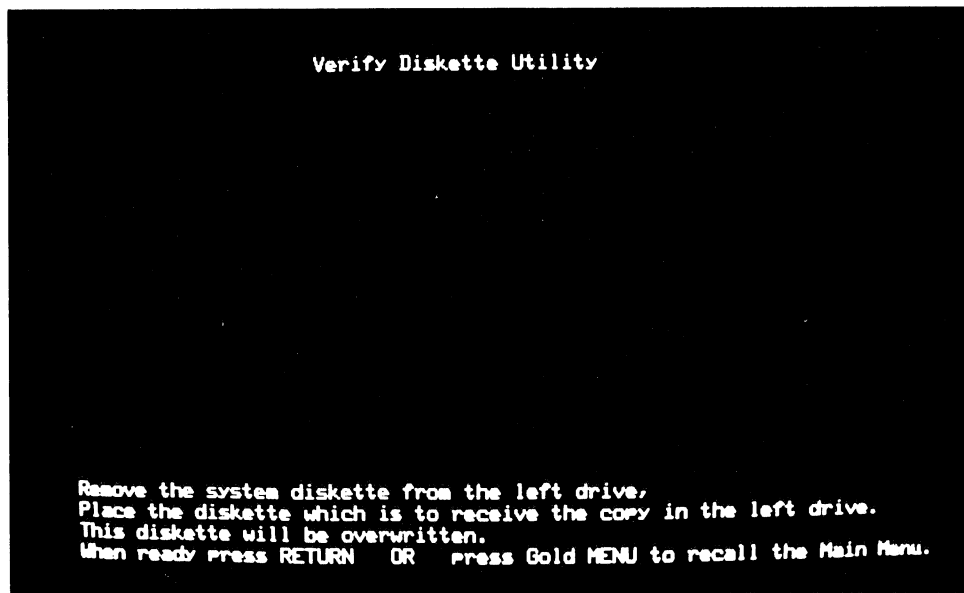 Verify Diskette Utility
Remove the system diskette from the left drive,
Place the diskette which is to receive the copy in the left drive.
This diskette will be overwritten.
When ready press RETURN OR press Gold MENU to recall the Main Menu.